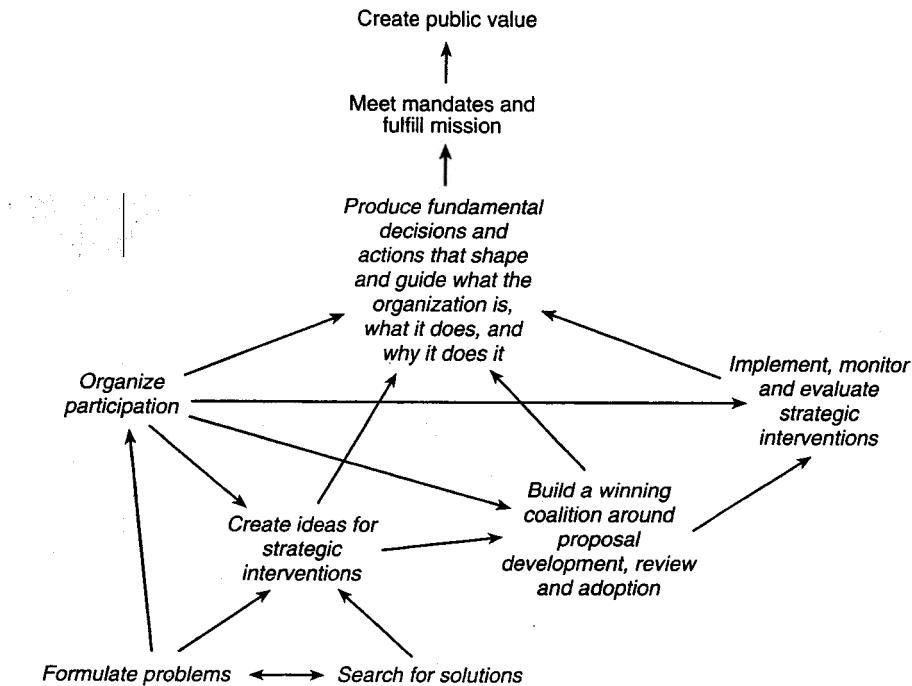 Create public value
Meet mandates and
fulfill mission
Produce fundamental
decisions and
actions that shape
and guide what the
organization is,
what it does, and
why it does it
Organize
participation
Implement, monitor
and evaluate
strategic
interventions
Create ideas for
strategic
interventions
Build a winning
coalition around
proposal
development, review
and adoption
Formulate problems
Search for solutions